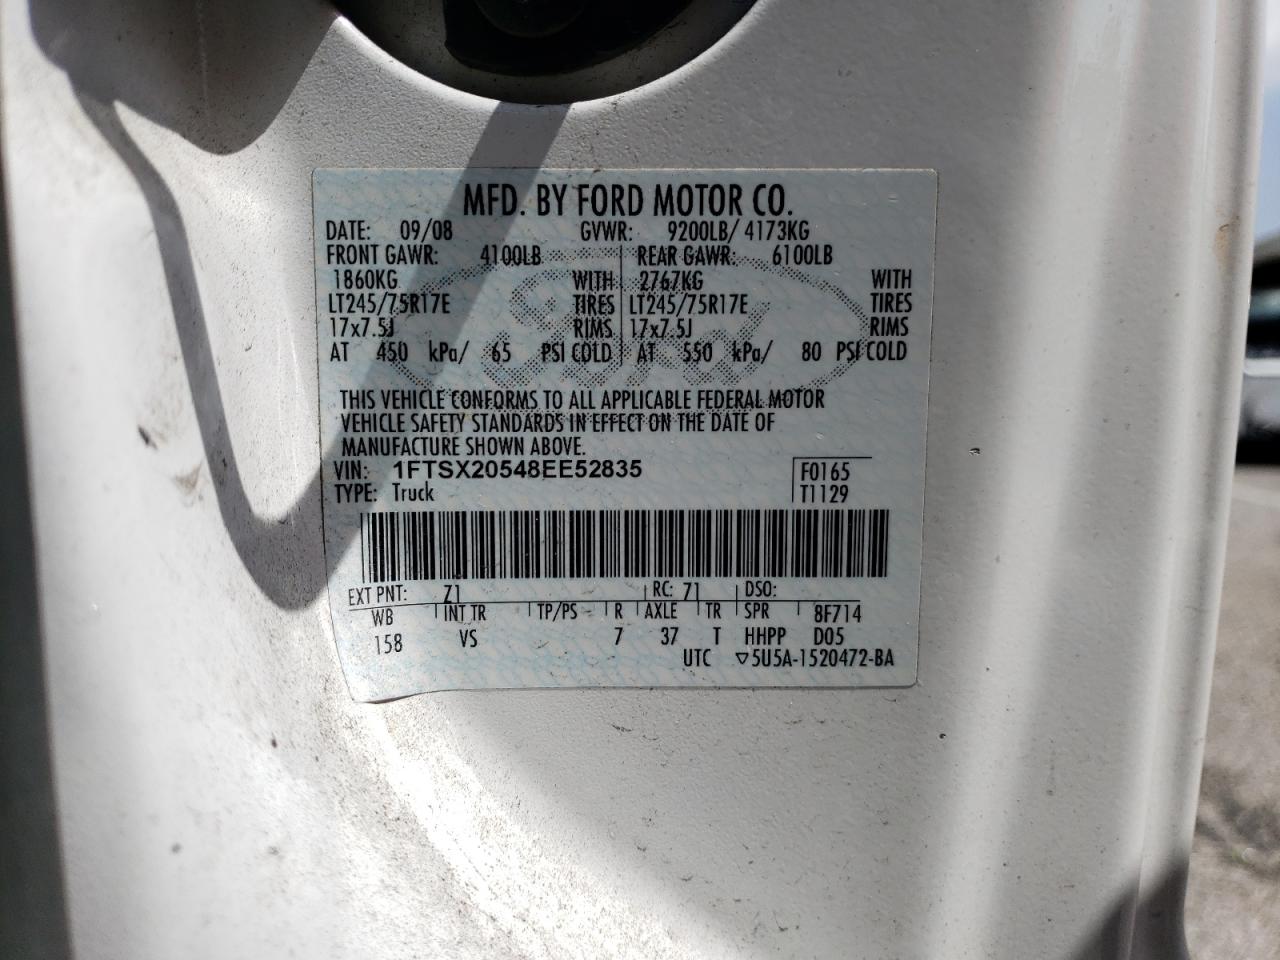 MFD. BY FORD MOTOR CO.
DATE: 09/08 GVWR: 9200LB/ 4173KG
FRONT GAWR: 4100LB REAR GAWR: 6100LB
1860KG WITH 2767KG WITH
LT245/75R17E TIRES LT245/75R17E TIRES
17x7.5J RIMS 17x7.5J RIMS
AT 450 kPa/ 65 PSI COLD AT 550 kPa/ 80 PSI COLD
Ford
THIS VEHICLE CONFORMS TO ALL APPLICABLE FEDERAL MOTOR
VEHICLE SAFETY STANDARDS IN EFFECT ON THE DATE OF
MANUFACTURE SHOWN ABOVE.
VIN: 1FTSX20548EE52835 F0165
TYPE: Truck T1129
EXT PNT: Z1 RC: 71 DSO:
WB INT TR TP/PS R AXLE TR SPR 8F714
158 VS 7 37 T HHPP D05
UTC ▽5U5A-1520472-BA